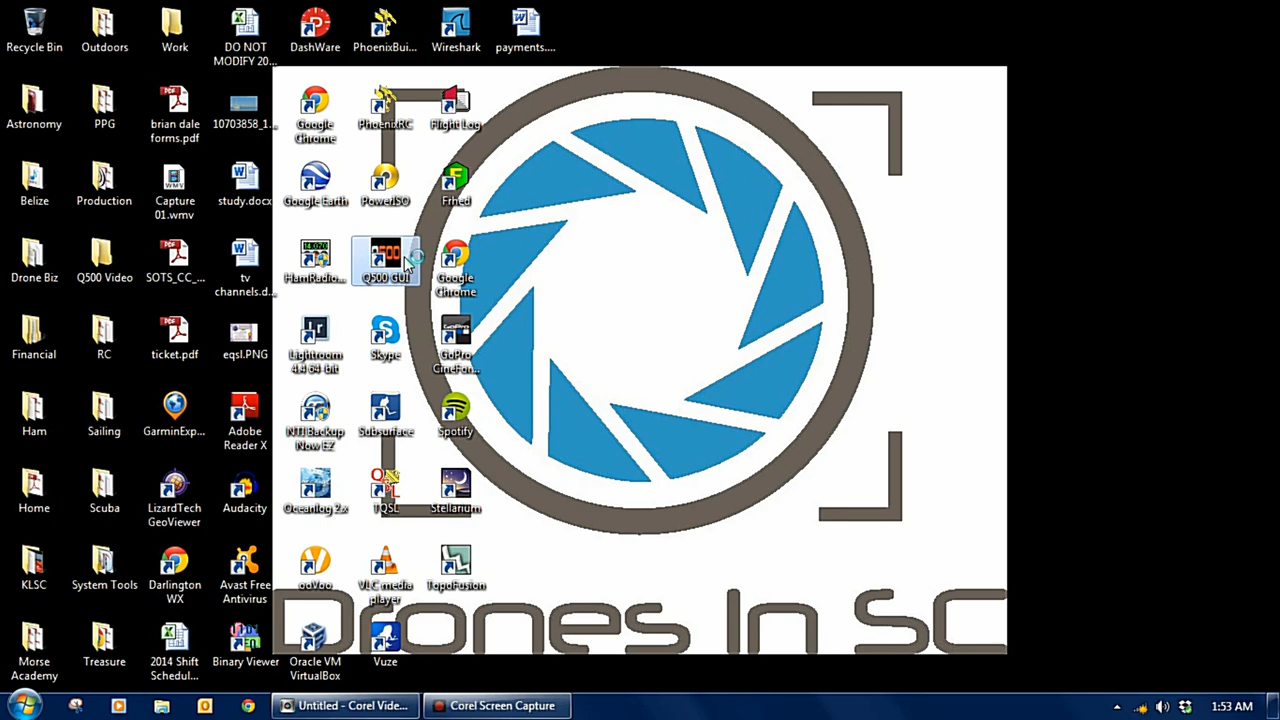 Recycle Bin
Outdoors
Work
DO NOT
MODIFY 20...
DashWare
PhoenixBui...
Wireshark
payments....
Astronomy
PPG
brian dale
forms.pdf
10703858_1...
Google
Chrome
PhoenixRC
Flight Log
Belize
Production
Capture
01.wmv
study.docx
Google Earth
PowerISO
Frhed
Drone Biz
Q500 Video
SOTS_CC_...
tv
channels.d...
HamRadio...
Q500 GUI
Google
Chrome
Financial
RC
ticket.pdf
eqsl.PNG
Lightroom
4.4 64-bit
Skype
GoPro
CineFon...
Ham
Sailing
GarminExp...
Adobe
Reader X
NTI Backup
Now EZ
Subsurface
Spotify
Home
Scuba
LizardTech
GeoViewer
Audacity
Oceanlog 2.x
TQSL
Stellarium
KLSC
System Tools
Darlington
WX
Avast Free
Antivirus
ooVoo
VLC media
player
TopoFusion
Morse
Academy
Treasure
2014 Shift
Schedul...
Binary Viewer
Oracle VM
VirtualBox
Vuze
Drones In SC
Untitled - Corel Vide...
Corel Screen Capture
1:53 AM